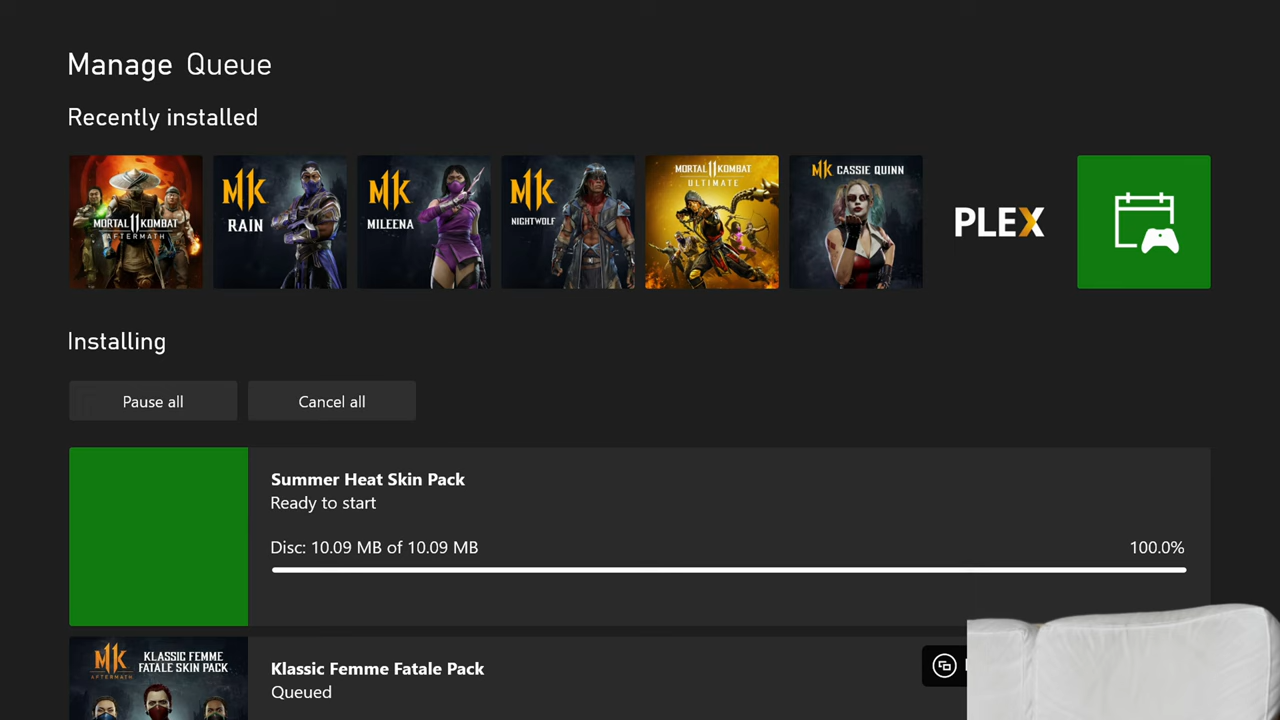 Manage Queue
Recently installed
MORTAL KOMBAT 11
AFTERMATH
MK
RAIN
MK
MILEENA
MK
NIGHTWOLF
MORTAL KOMBAT 11
ULTIMATE
MK CASSIE QUINN
PLEX
Installing
Pause all
Cancel all
Summer Heat Skin Pack
Ready to start
Disc: 10.09 MB of 10.09 MB
100.0%
MK
AFTERMATH
KLASSIC FEMME
FATALE SKIN PACK
Klassic Femme Fatale Pack
Queued